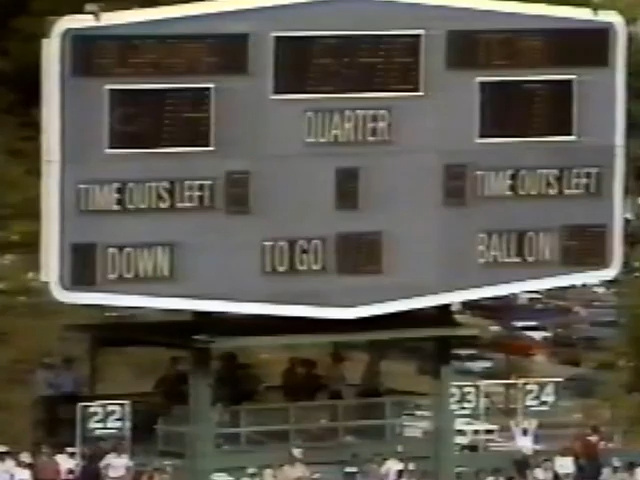 QUARTER
TIME OUTS LEFT
TIME OUTS LEFT
DOWN
TO GO
BALL ON
22
23
24